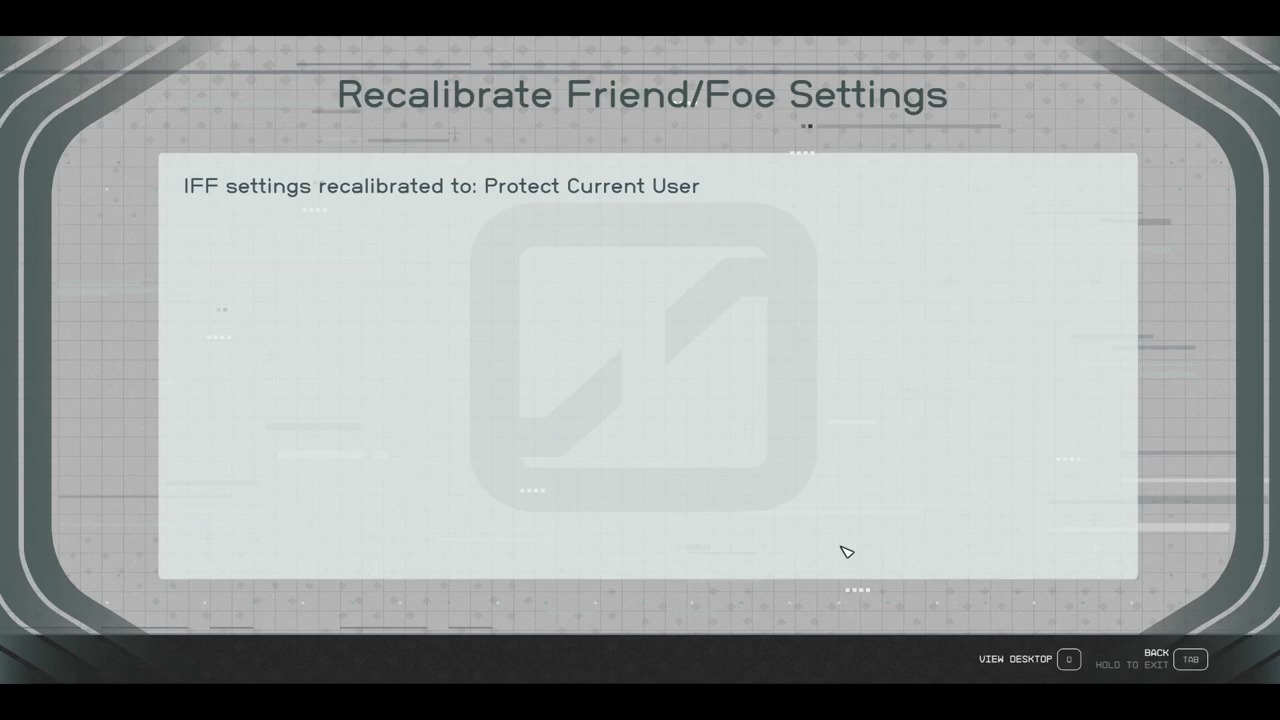 Recalibrate Friend/Foe Settings
IFF settings recalibrated to: Protect Current User
VIEW DESKTOP Q
BACK
HOLD TO EXIT TAB